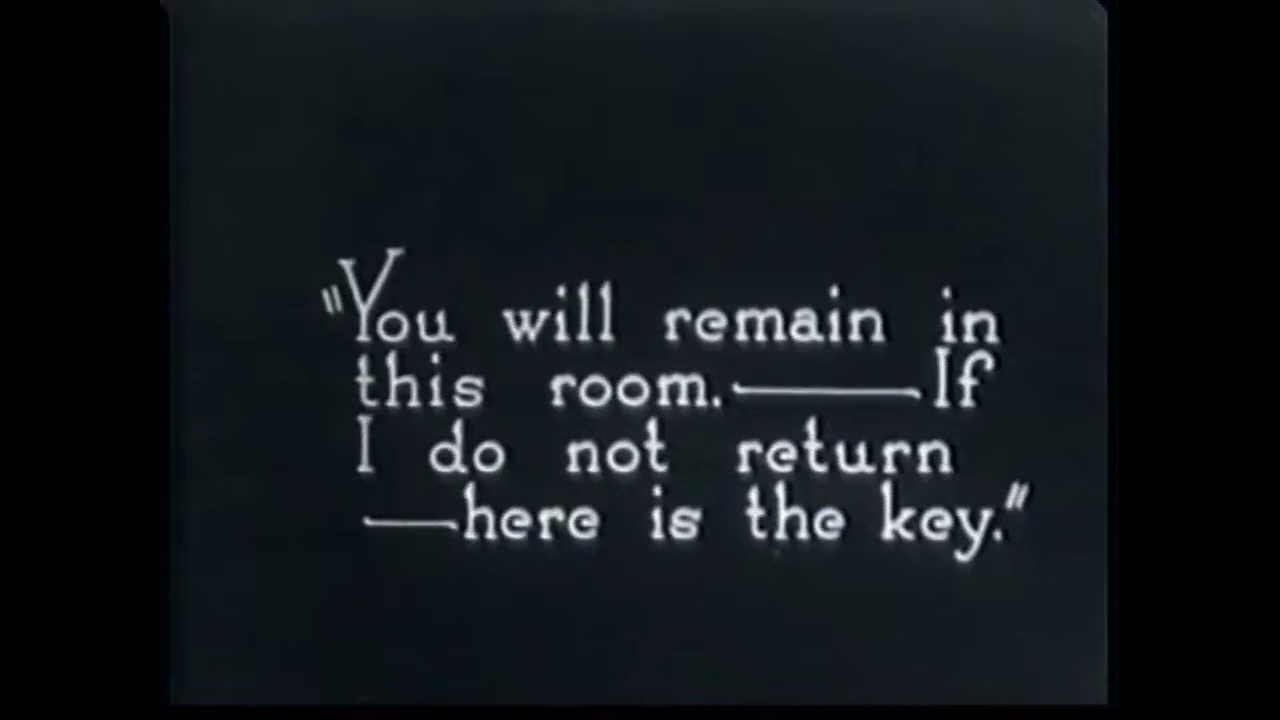 "You will remain in
this room.——If
I do not return
—here is the key."